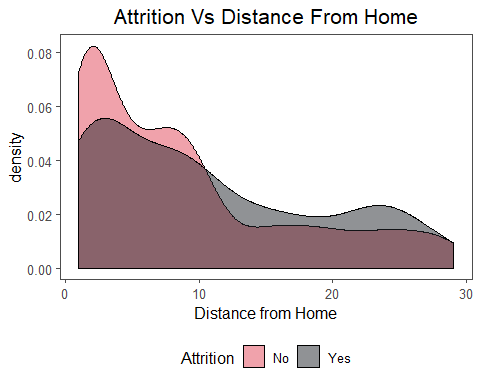 Attrition Vs Distance From Home
0.08
0.06
0.04
0.02
0.00
density
0 10 20 30
Distance from Home
Attrition No Yes